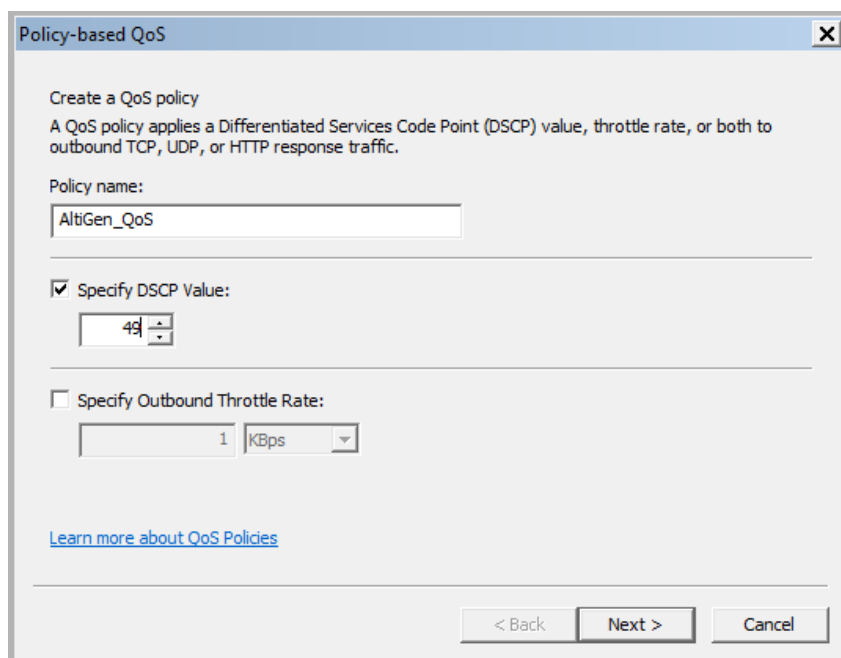 Policy-based QoS
Create a QoS policy
A QoS policy applies a Differentiated Services Code Point (DSCP) value, throttle rate, or both to
outbound TCP, UDP, or HTTP response traffic.
Policy name:
AltiGen_QoS
Specify DSCP Value:
49
Specify Outbound Throttle Rate:
1 KBps
Learn more about QoS Policies
< Back Next > Cancel